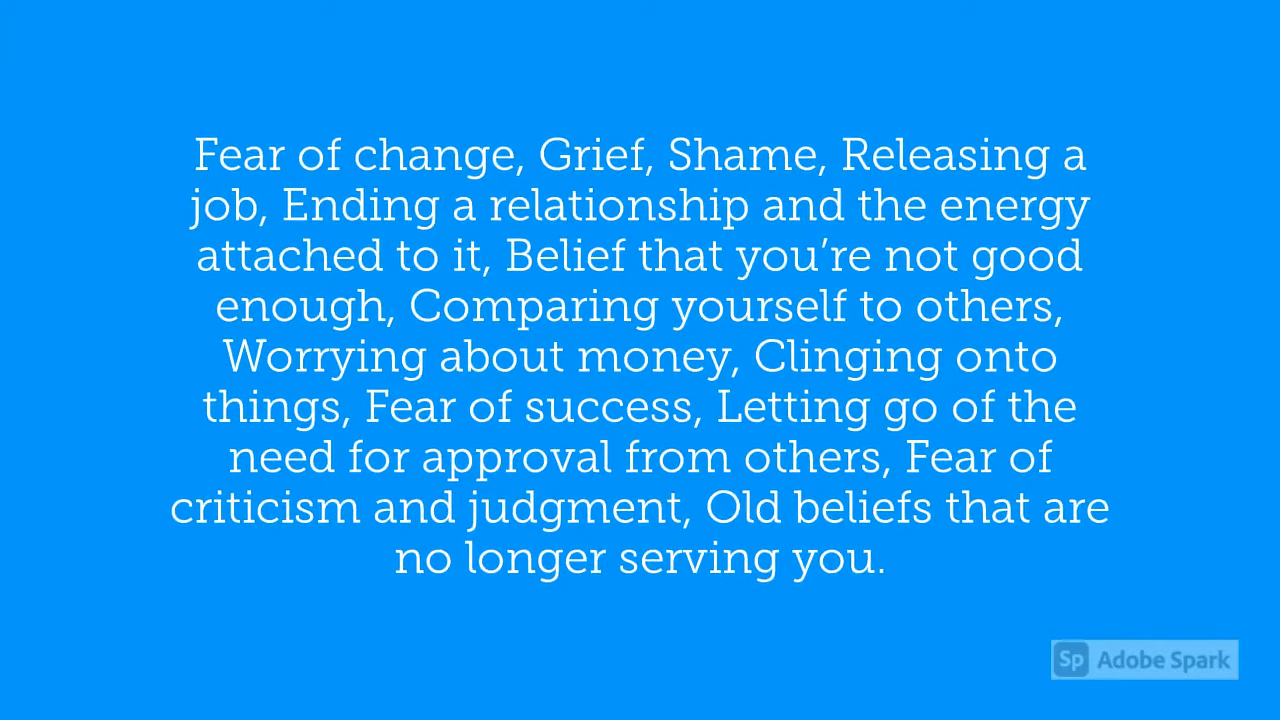 Fear of change, Grief, Shame, Releasing a
job, Ending a relationship and the energy
attached to it, Belief that you’re not good
enough, Comparing yourself to others,
Worrying about money, Clinging onto
things, Fear of success, Letting go of the
need for approval from others, Fear of
criticism and judgment, Old beliefs that are
no longer serving you.
Sp Adobe Spark